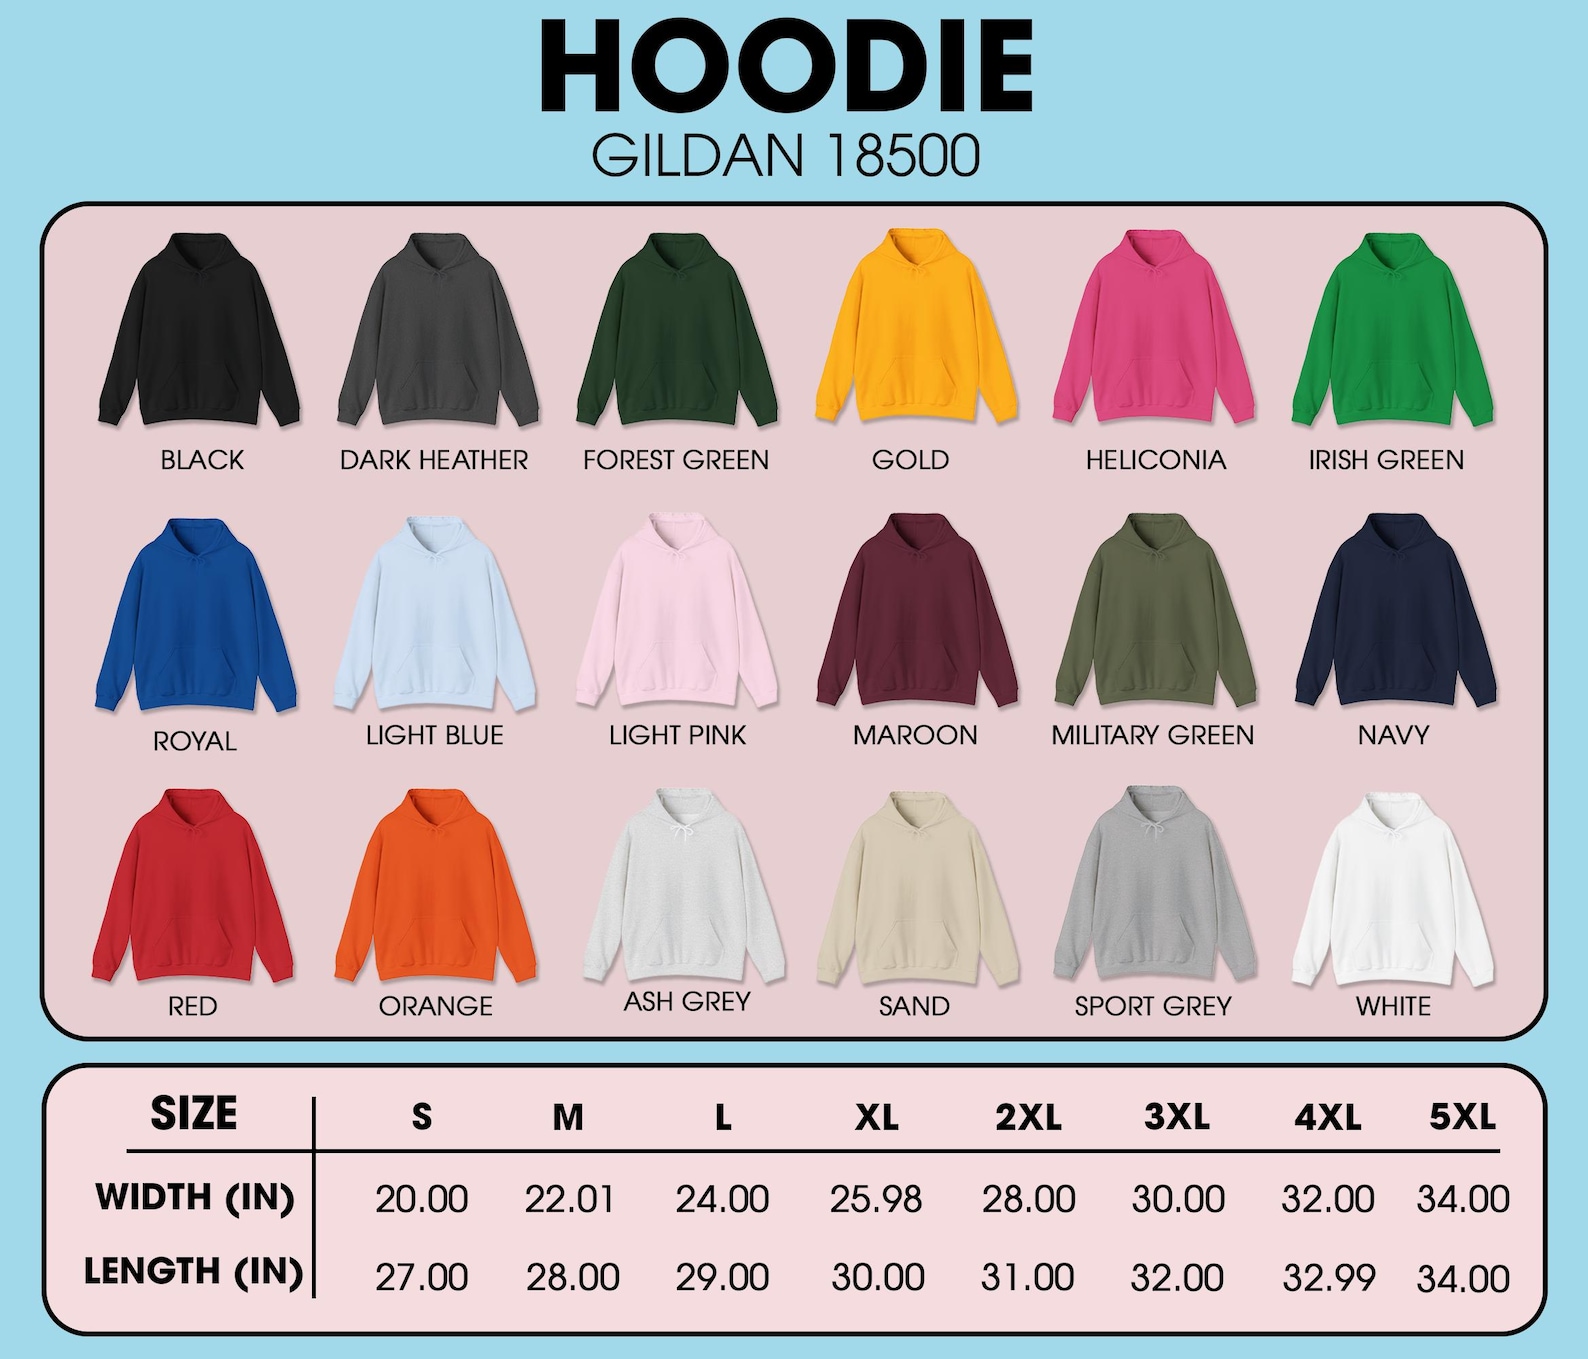 HOODIE
GILDAN 18500
BLACK DARK HEATHER FOREST GREEN GOLD HELICONIA IRISH GREEN
ROYAL LIGHT BLUE LIGHT PINK MAROON MILITARY GREEN NAVY
RED ORANGE ASH GREY SAND SPORT GREY WHITE
SIZE S M L XL 2XL 3XL 4XL 5XL
WIDTH (IN) 20.00 22.01 24.00 25.98 28.00 30.00 32.00 34.00
LENGTH (IN) 27.00 28.00 29.00 30.00 31.00 32.00 32.99 34.00